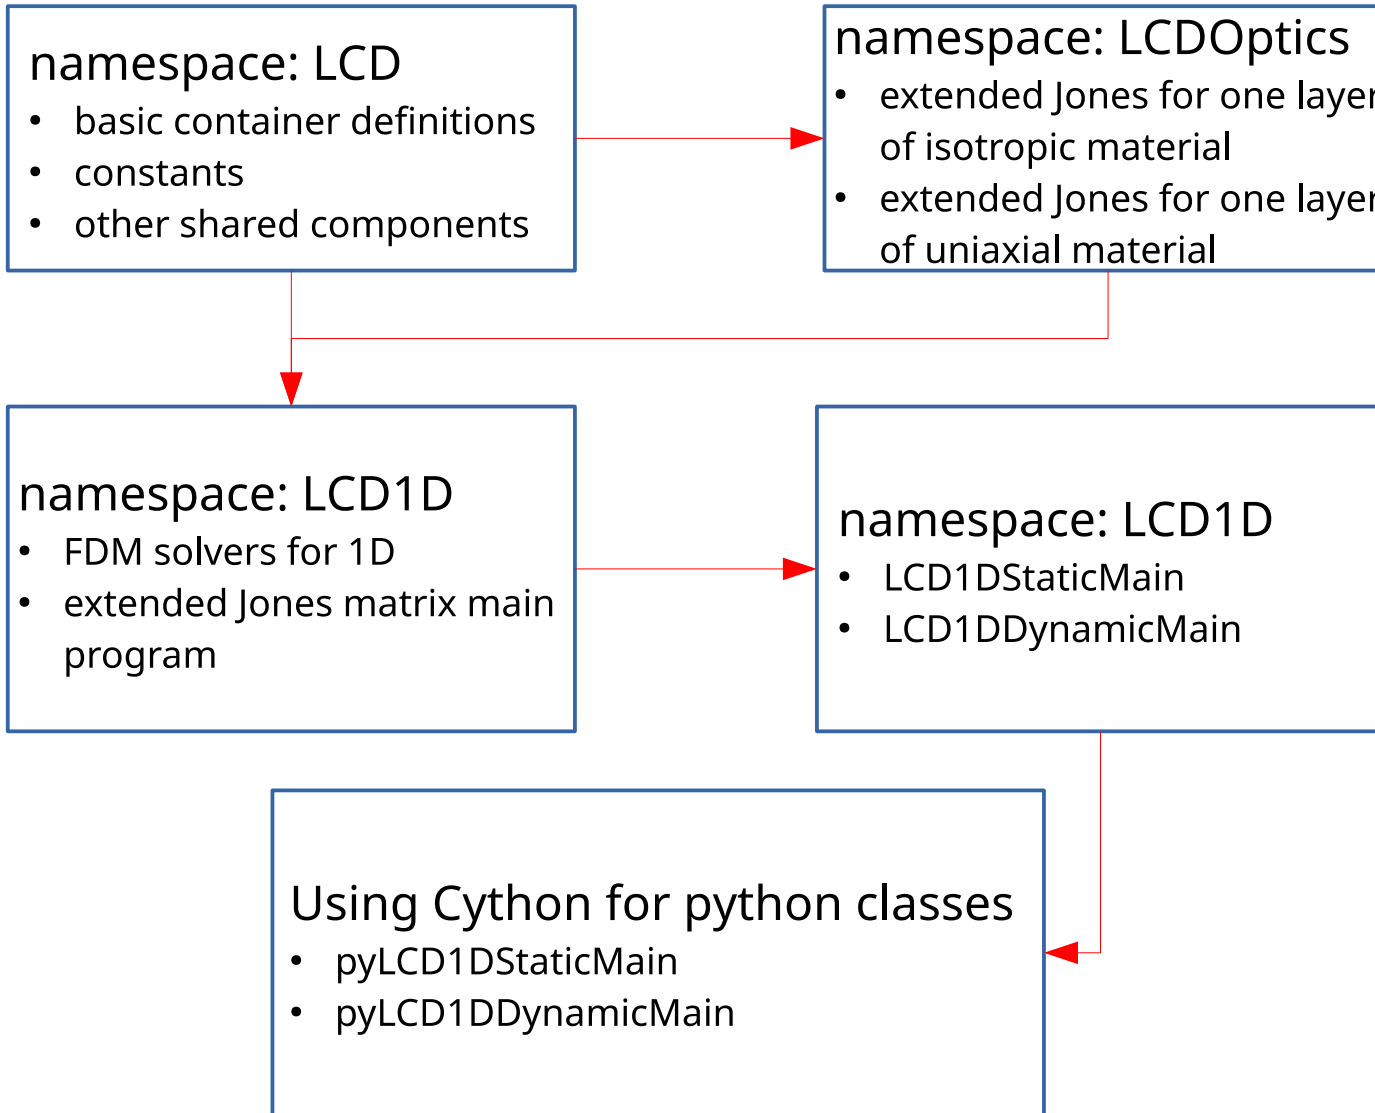 namespace: LCD
• basic container definitions
• constants
• other shared components
namespace: LCDOptics
• extended Jones for one layer
of isotropic material
• extended Jones for one layer
of uniaxial material
namespace: LCD1D
• FDM solvers for 1D
• extended Jones matrix main
program
namespace: LCD1D
• LCD1DStaticMain
• LCD1DDynamicMain
Using Cython for python classes
• pyLCD1DStaticMain
• pyLCD1DDynamicMain